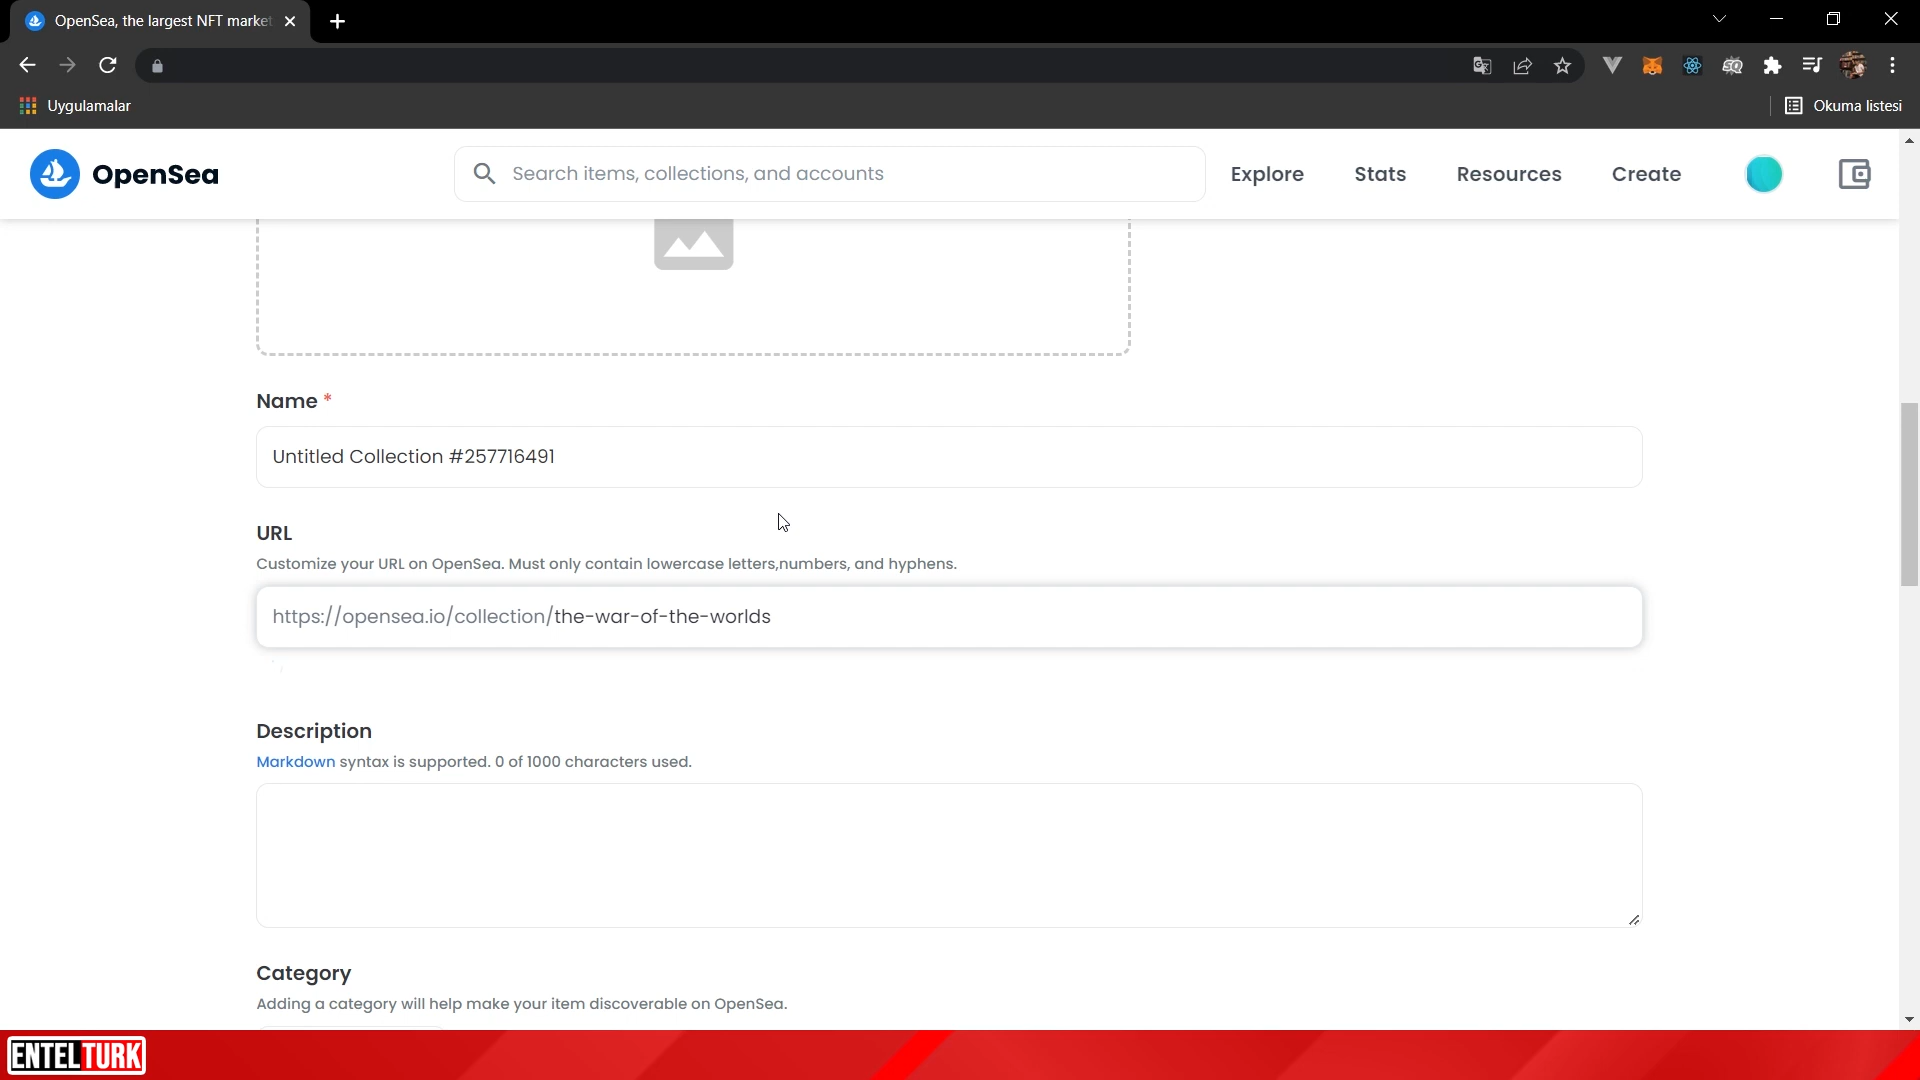 OpenSea, the largest NFT market
Uygulamalar
Okuma listesi
OpenSea
Search items, collections, and accounts
Explore
Stats
Resources
Create
Name *
Untitled Collection #257716491
URL
Customize your URL on OpenSea. Must only contain lowercase letters,numbers, and hyphens.
https://opensea.io/collection/the-war-of-the-worlds
Description
Markdown syntax is supported. 0 of 1000 characters used.
Category
Adding a category will help make your item discoverable on OpenSea.
ENTELTURK